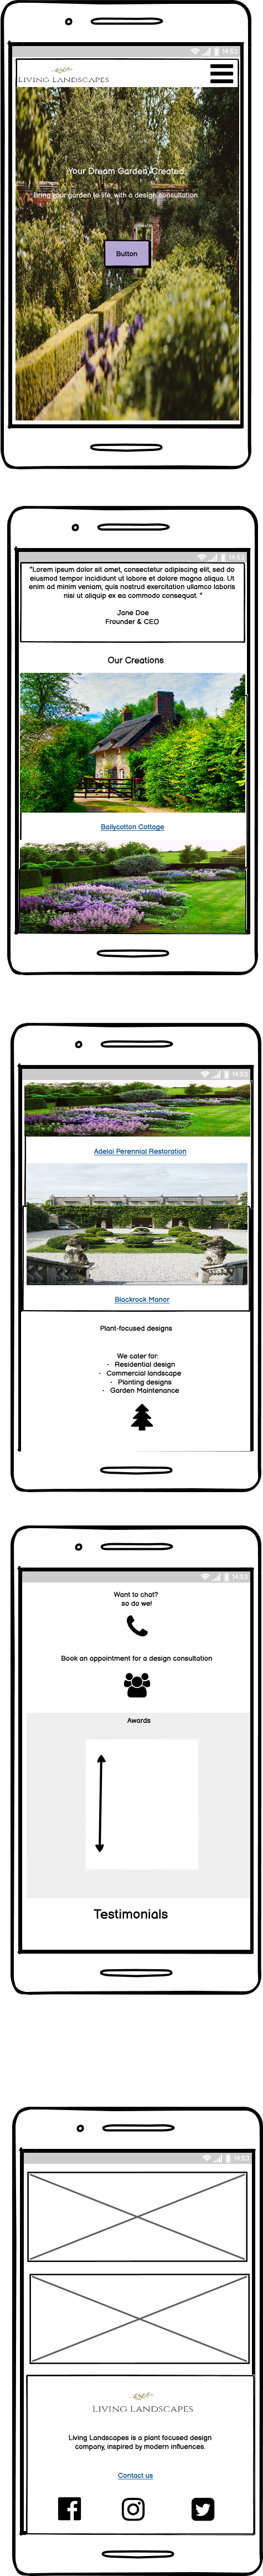 14:53
LIVING LANDSCAPES
Your Dream Garden, Created.
Bring your garden to life, with a design consultation.
Button
14:53
"Lorem ipsum dolor sit amet, consectetur adipiscing elit, sed do
eiusmod tempor incididunt ut labore et dolore magna aliqua. Ut
enim ad minim veniam, quis nostrud exercitation ullamco laboris
nisi ut aliquip ex ea commodo consequat. "
Jane Doe
Frounder & CEO
Our Creations
Ballycotton Cottage
14:53
Adelai Perennial Restoration
Blackrock Manor
Plant-focused designs
We cater for:
· Residential design
· Commercial landscape
· Planting designs
· Garden Maintenance
14:53
Want to chat?
so do we!
Book an appointment for a design consultation
Awards
Testimonials
14:53
LIVING LANDSCAPES
Living Landscapes is a plant focused design
company, inspired by modern influences.
Contact us